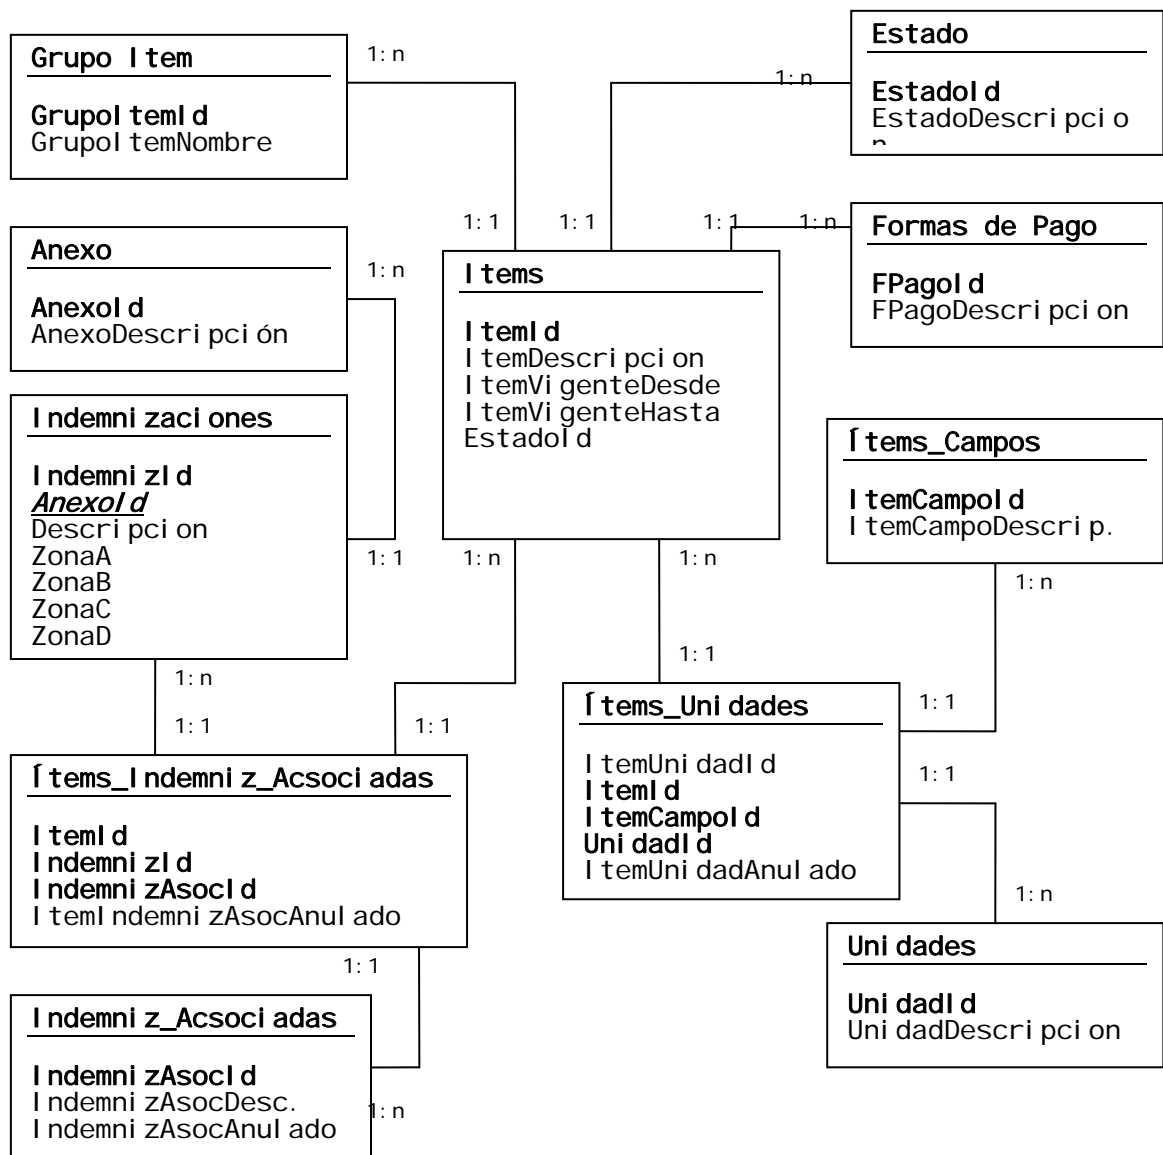 Grupo Item
GrupoItemId
GrupoItemNombre
1:n
1:1
Estado
EstadoId
EstadoDescripcio
n
1:n
1:1
Formas de Pago
FPagoId
FPagoDescripcion
1:n
1:1
Anexo
AnexoId
AnexoDescripción
1:n
Items
ItemId
ItemDescripcion
ItemVigenteDesde
ItemVigenteHasta
EstadoId
Indemnizaciones
IndemnizId
AnexoId
Descripcion
ZonaA
ZonaB
ZonaC
ZonaD
1:1
1:n
1:n
Ítems_Campos
ItemCampoId
ItemCampoDescrip.
1:n
1:n
1:1
1:1
1:1
Ítems_Unidades
ItemUnidadId
ItemId
ItemCampoId
UnidadId
ItemUnidadAnulado
1:1
1:1
Ítems_Indemniz_Acsociadas
ItemId
IndemnizId
IndemnizAsocId
ItemIndemnizAsocAnulado
1:1
1:n
Unidades
UnidadId
UnidadDescripcion
Indemniz_Acsociadas
IndemnizAsocId
IndemnizAsocDesc.
IndemnizAsocAnulado
1:n